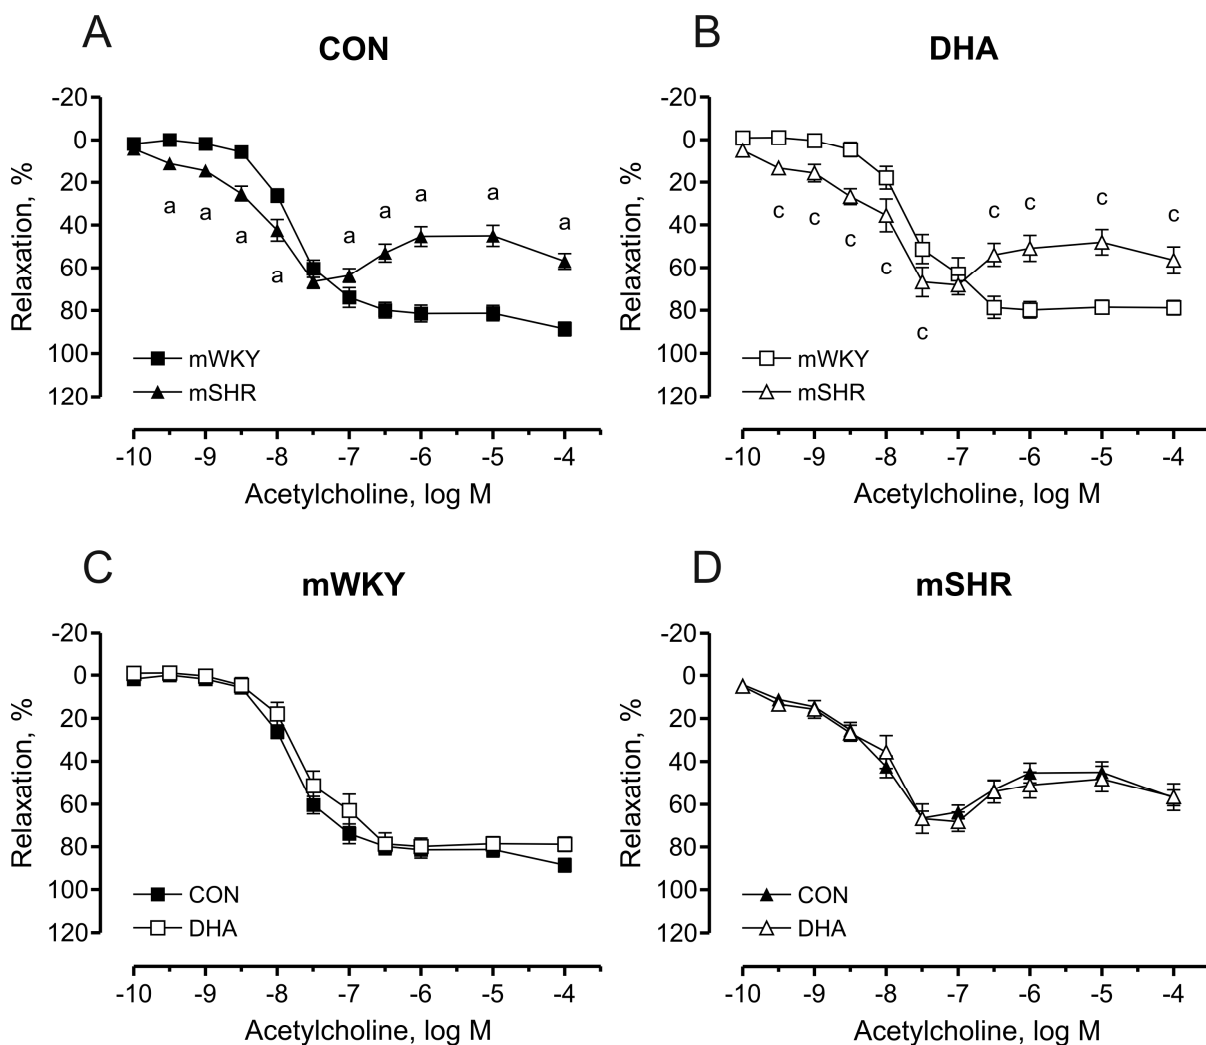 A
CON
Relaxation, %
-20
0
20
40
60
80
100
120
a a a a a a a a a
mWKY
mSHR
-10 -9 -8 -7 -6 -5 -4
Acetylcholine, log M
B
DHA
Relaxation, %
-20
0
20
40
60
80
100
120
c c c c c c c c c
mWKY
mSHR
-10 -9 -8 -7 -6 -5 -4
Acetylcholine, log M
C
mWKY
Relaxation, %
-20
0
20
40
60
80
100
120
CON
DHA
-10 -9 -8 -7 -6 -5 -4
Acetylcholine, log M
D
mSHR
Relaxation, %
-20
0
20
40
60
80
100
120
CON
DHA
-10 -9 -8 -7 -6 -5 -4
Acetylcholine, log M